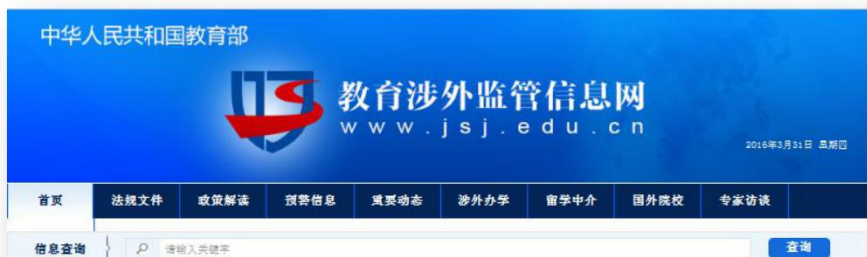 中华人民共和国教育部
教育涉外监管信息网
www.jsj.edu.cn
2016年3月31日 星期四
首页 法规文件 政策解读 预警信息 重要动态 涉外办学 留学中介 国外院校 专家访谈
信息查询 请输入关键字 查询